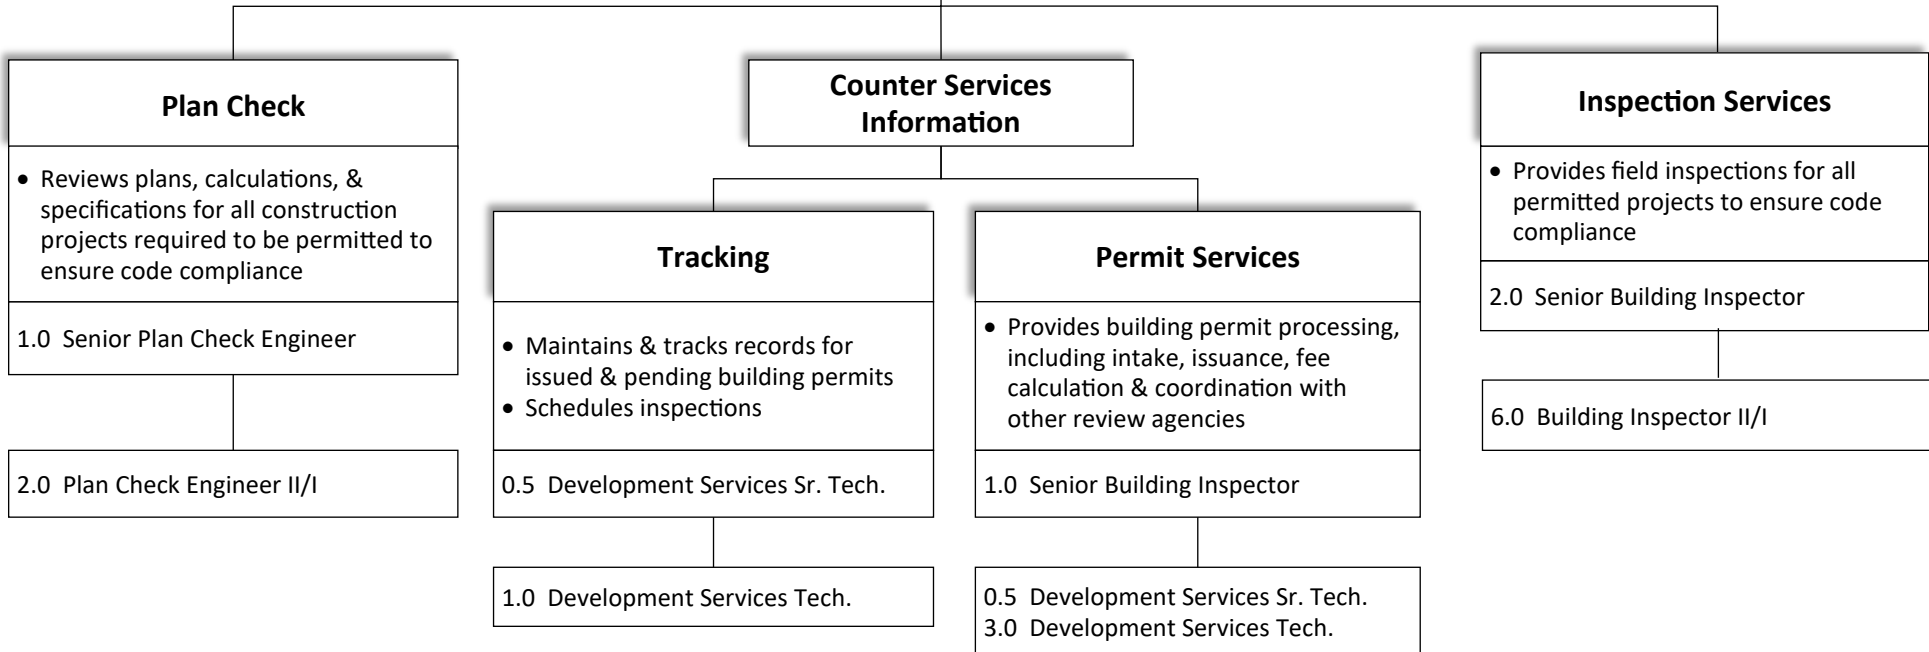 Plan Check
• Reviews plans, calculations, &
specifications for all construction
projects required to be permitted to
ensure code compliance
1.0 Senior Plan Check Engineer
2.0 Plan Check Engineer II/I
Counter Services
Information
Tracking
• Maintains & tracks records for
issued & pending building permits
• Schedules inspections
0.5 Development Services Sr. Tech.
1.0 Development Services Tech.
Permit Services
• Provides building permit processing,
including intake, issuance, fee
calculation & coordination with
other review agencies
1.0 Senior Building Inspector
0.5 Development Services Sr. Tech.
3.0 Development Services Tech.
Inspection Services
• Provides field inspections for all
permitted projects to ensure code
compliance
2.0 Senior Building Inspector
6.0 Building Inspector II/I